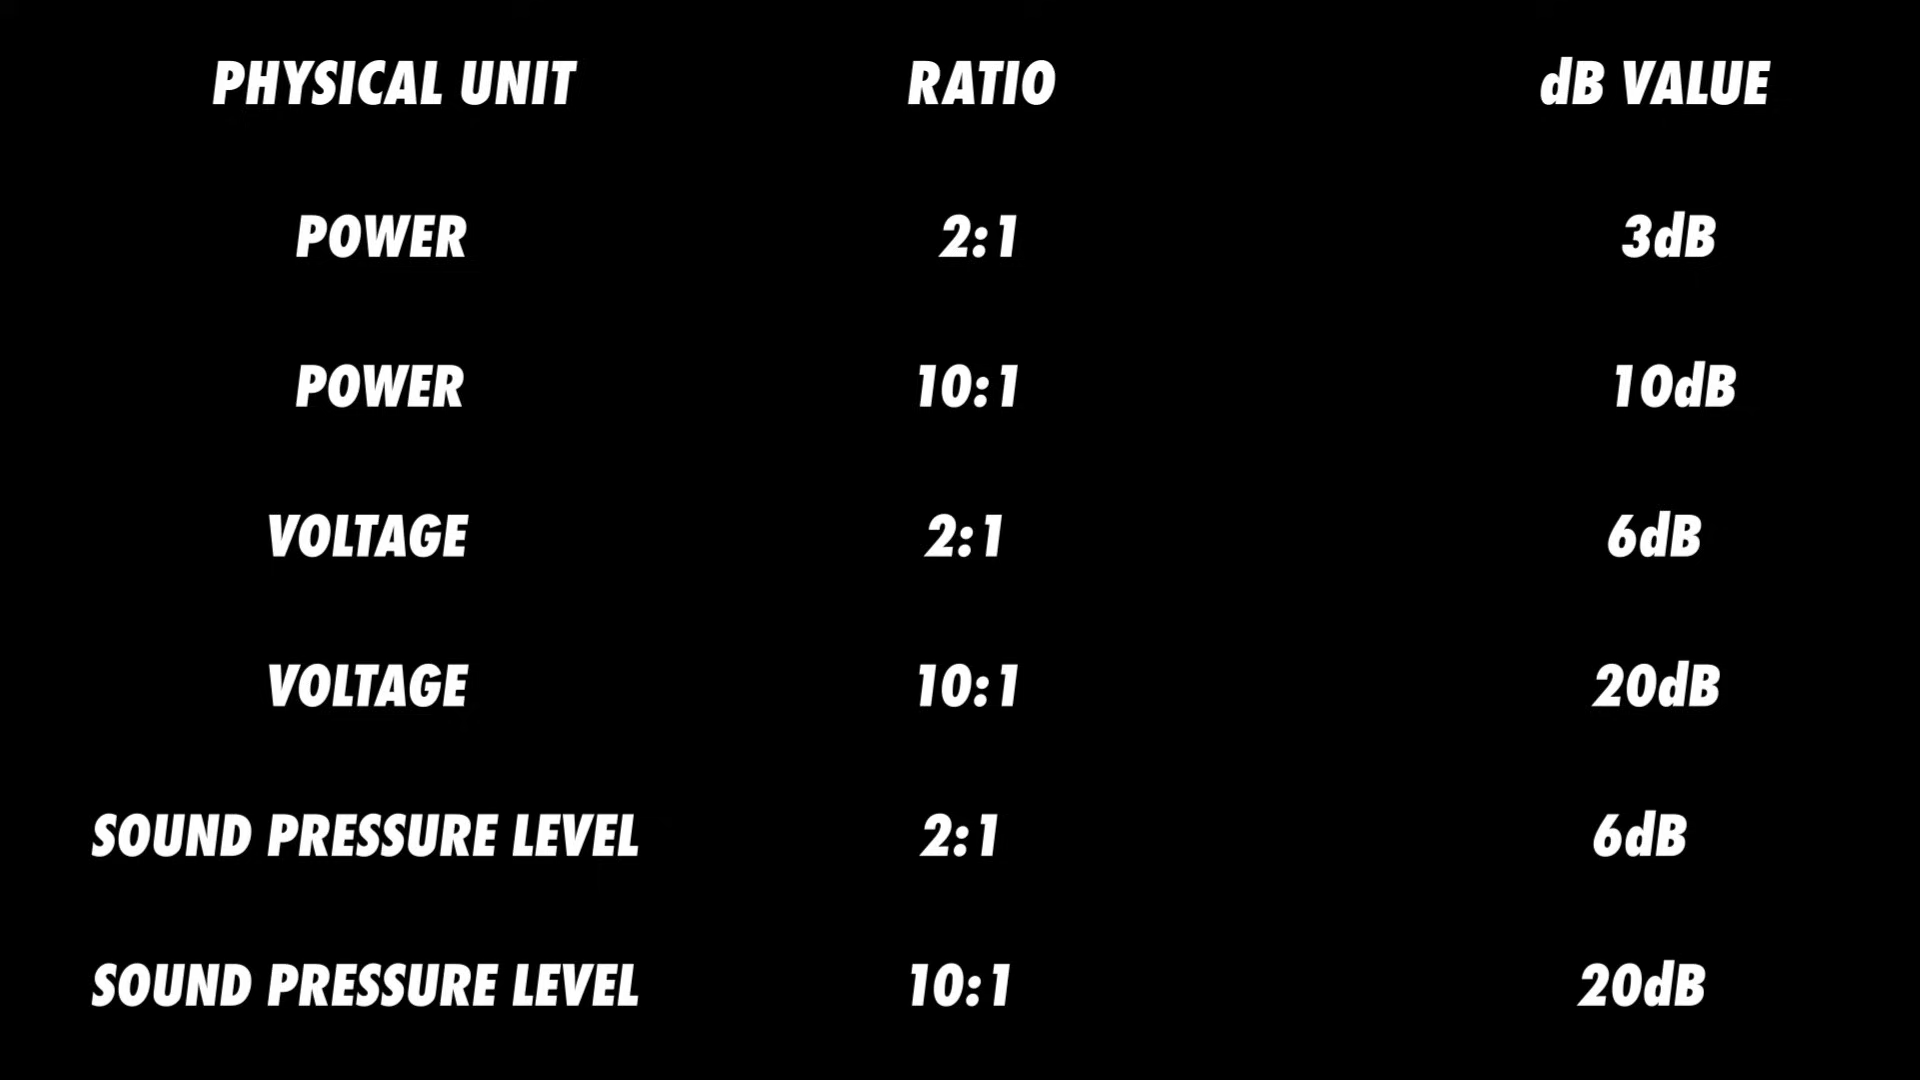 PHYSICAL UNIT RATIO dB VALUE
POWER 2:1 3dB
POWER 10:1 10dB
VOLTAGE 2:1 6dB
VOLTAGE 10:1 20dB
SOUND PRESSURE LEVEL 2:1 6dB
SOUND PRESSURE LEVEL 10:1 20dB